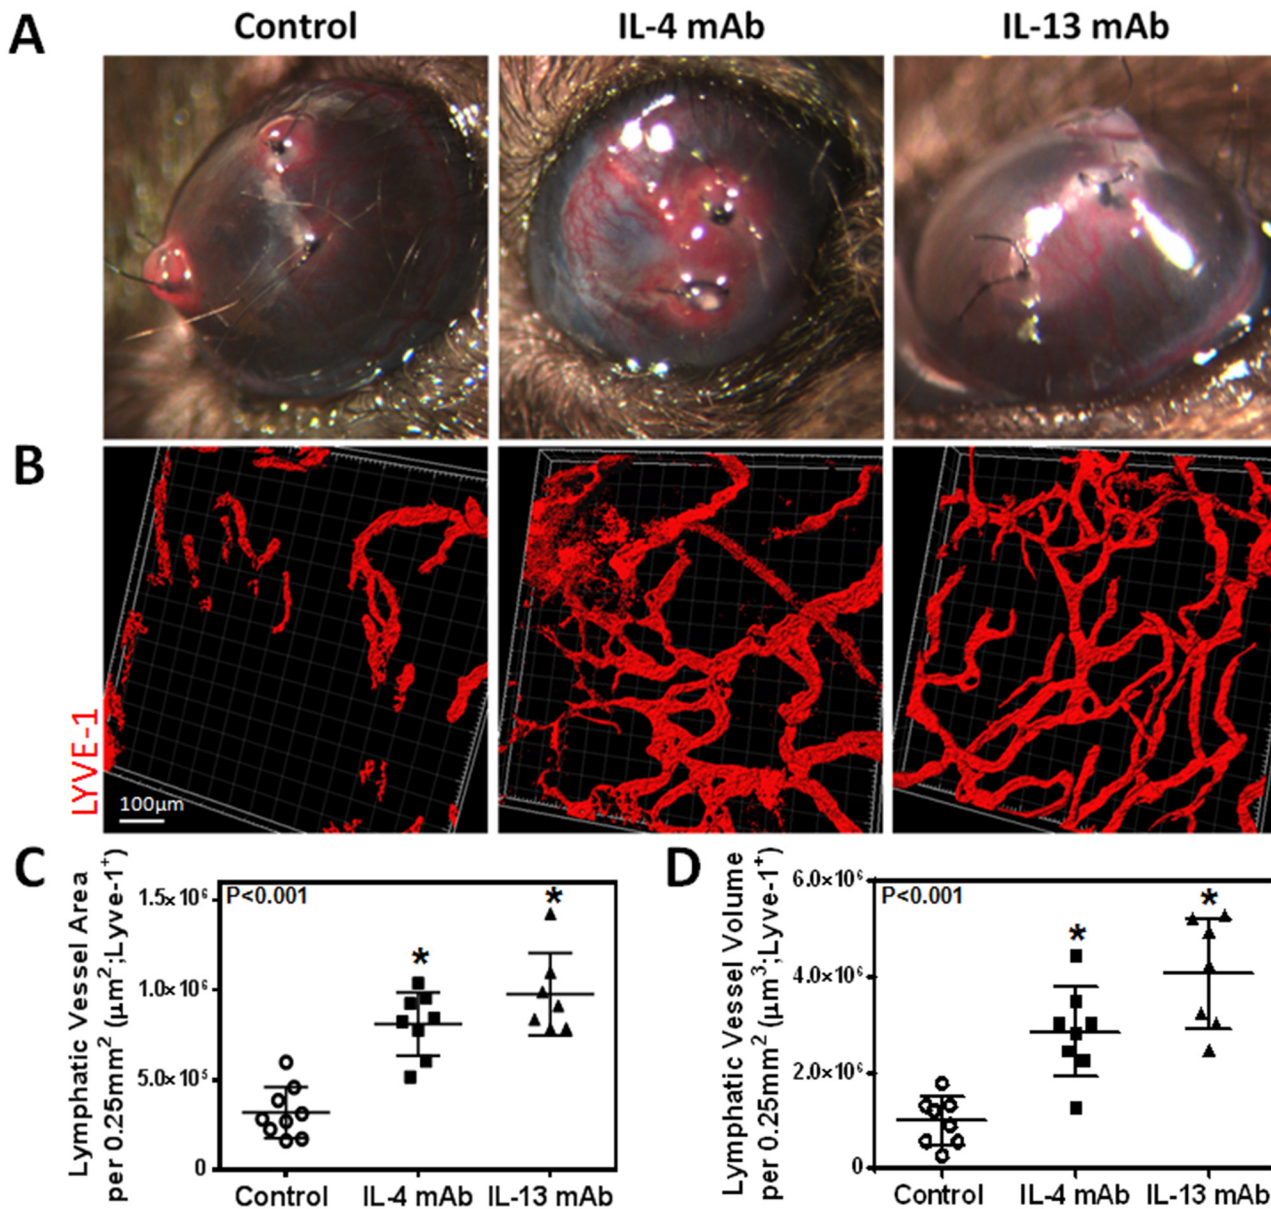 A
Control
IL-4 mAb
IL-13 mAb
B
LYVE-1
100μm
C
Lymphatic Vessel Area
per 0.25mm² (μm²;Lyve-1⁺)
P<0.001
1.5×10⁶
1.0×10⁶
5.0×10⁵
0
*
*
Control
IL-4 mAb
IL-13 mAb
D
Lymphatic Vessel Volume
per 0.25mm² (μm³;Lyve-1⁺)
P<0.001
6.0×10⁶
4.0×10⁶
2.0×10⁶
0
*
*
Control
IL-4 mAb
IL-13 mAb